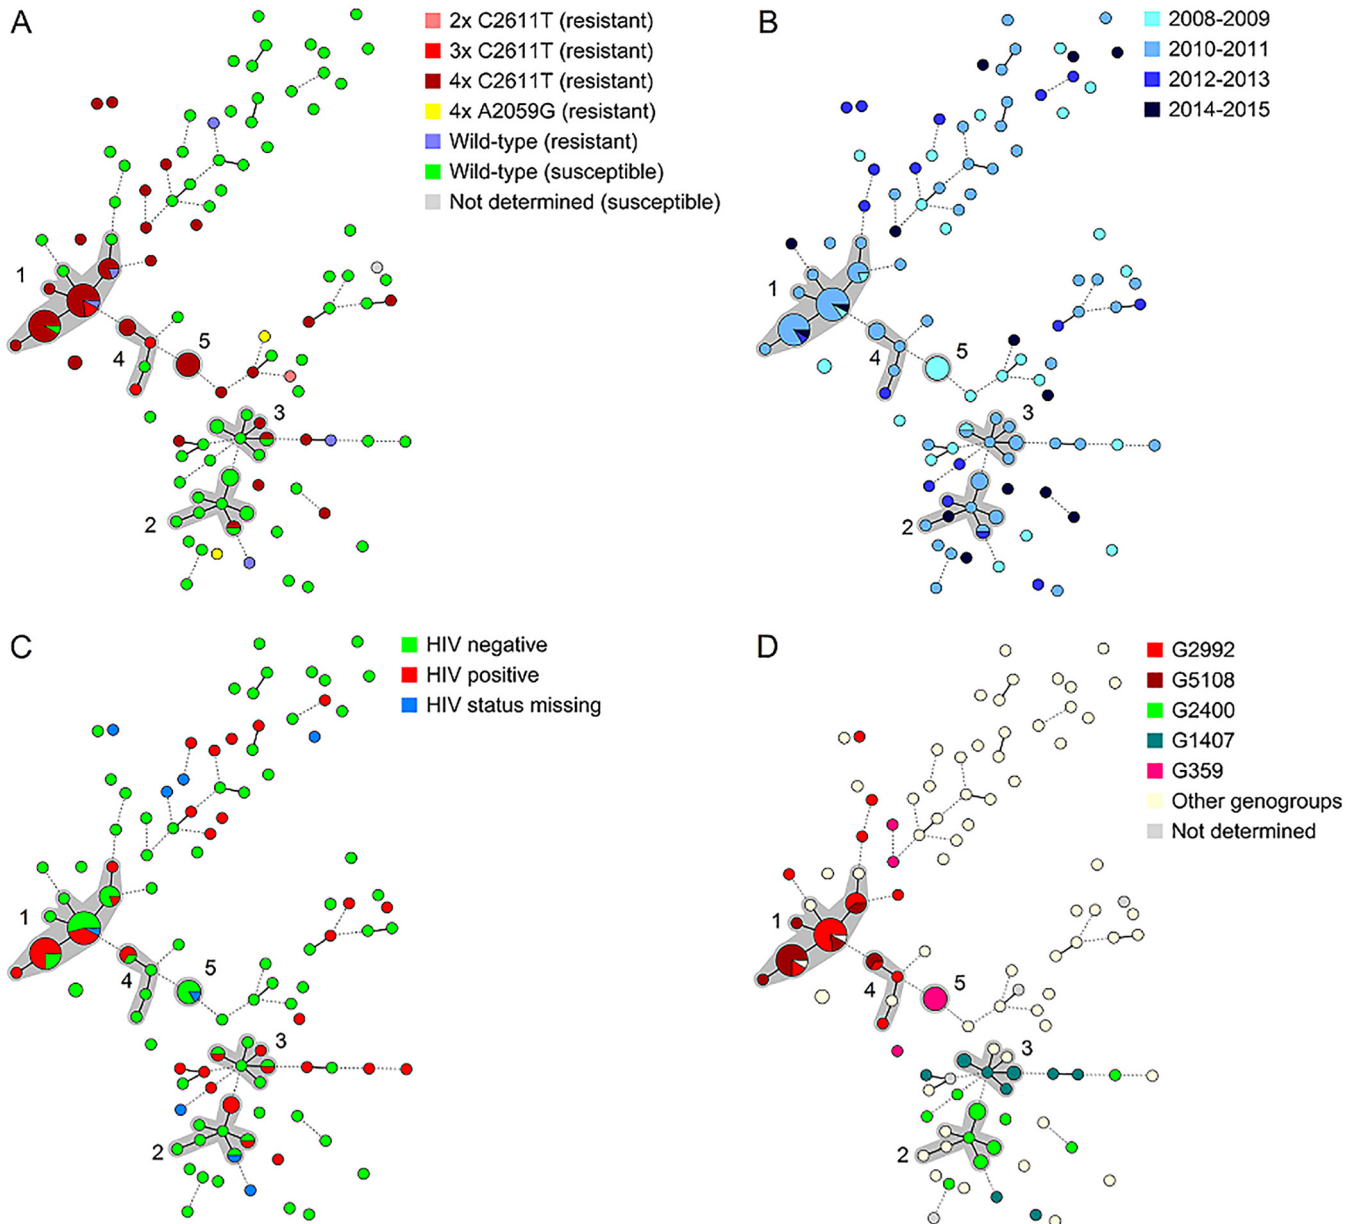 A
2x C2611T (resistant)
3x C2611T (resistant)
4x C2611T (resistant)
4x A2059G (resistant)
Wild-type (resistant)
Wild-type (susceptible)
Not determined (susceptible)
1
4
5
3
2
B
2008-2009
2010-2011
2012-2013
2014-2015
1
4
5
3
2
C
HIV negative
HIV positive
HIV status missing
1
4
5
3
2
D
G2992
G5108
G2400
G1407
G359
Other genogroups
Not determined
1
4
5
3
2